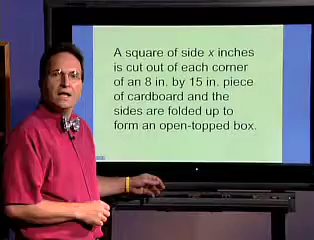 A square of side x inches
is cut out of each corner
of an 8 in. by 15 in. piece
of cardboard and the
sides are folded up to
form an open-topped box.